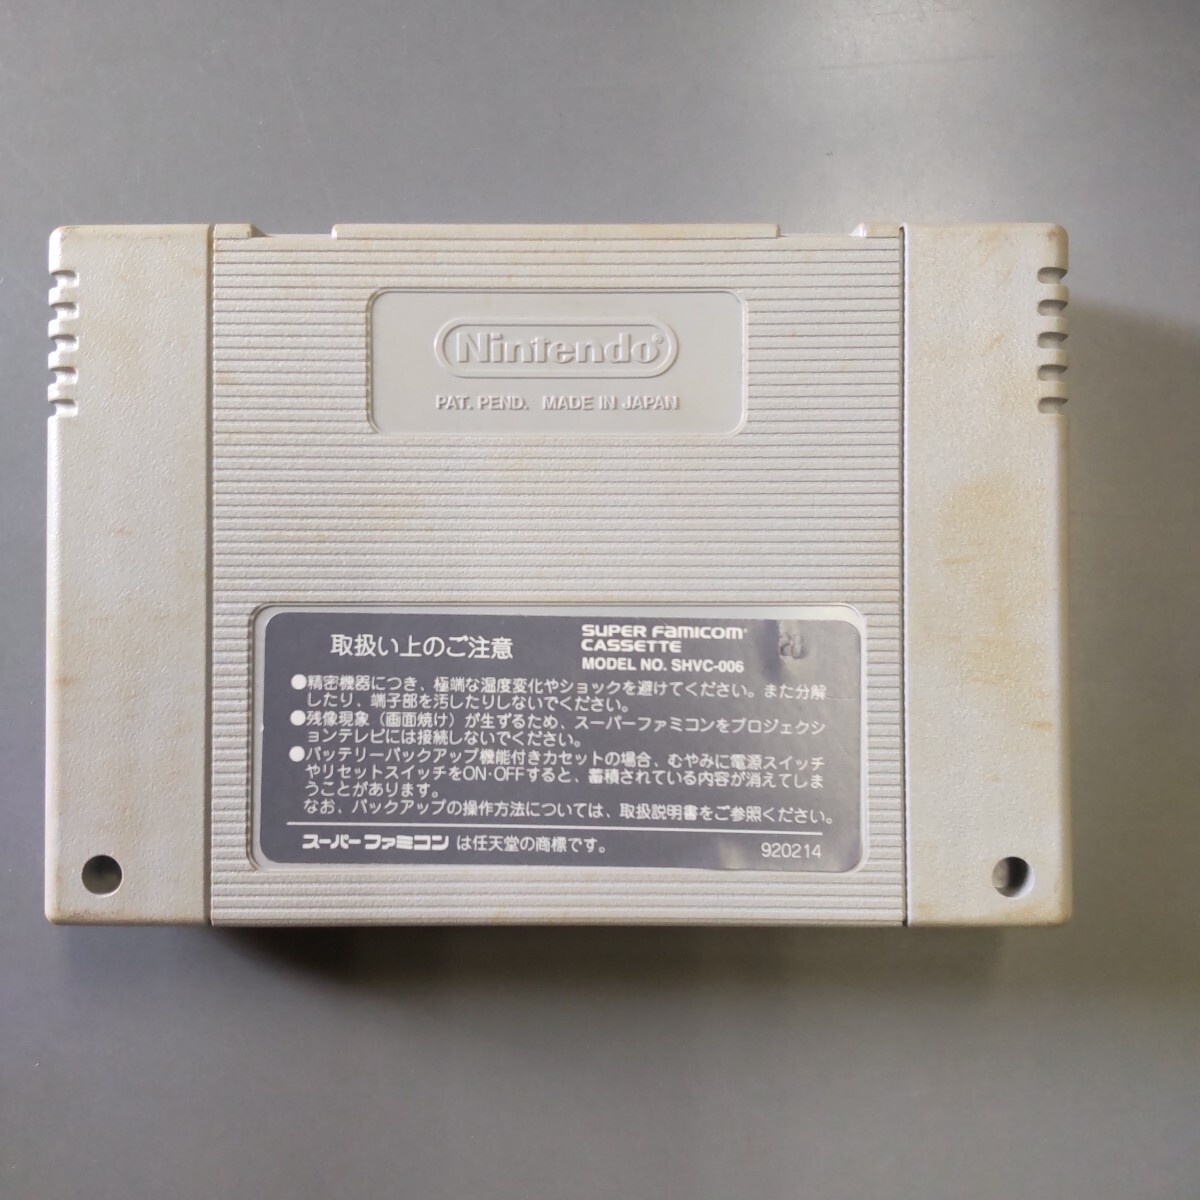 Nintendo®
PAT. PEND. MADE IN JAPAN
取扱い上のご注意
SUPER FAMICOM
CASSETTE
MODEL NO. SHVC-006
●精密機器につき、極端な温度変化やショックを避けてください。また分解
したり、端子部を汚したりしないでください。
●残像現象（画面焼け）が生ずるため、スーパーファミコンをプロジェクシ
ョンテレビには接続しないでください。
●バッテリーバックアップ機能付きカセットの場合、むやみに電源スイッチ
やリセットスイッチをON·OFFすると、蓄積されている内容が消えてしま
うことがあります。
なお、バックアップの操作方法については、取扱説明書をご参照ください。
スーパーファミコン は任天堂の商標です。
920214